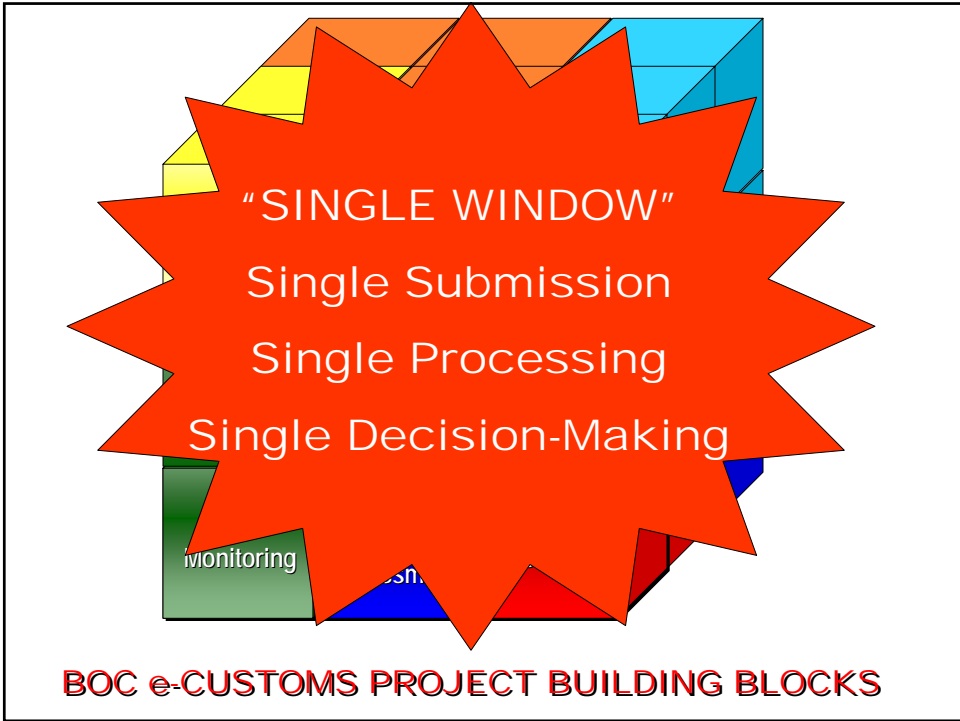 “SINGLE WINDOW”
Single Submission
Single Processing
Single Decision-Making
Monitoring
BOC e-CUSTOMS PROJECT BUILDING BLOCKS